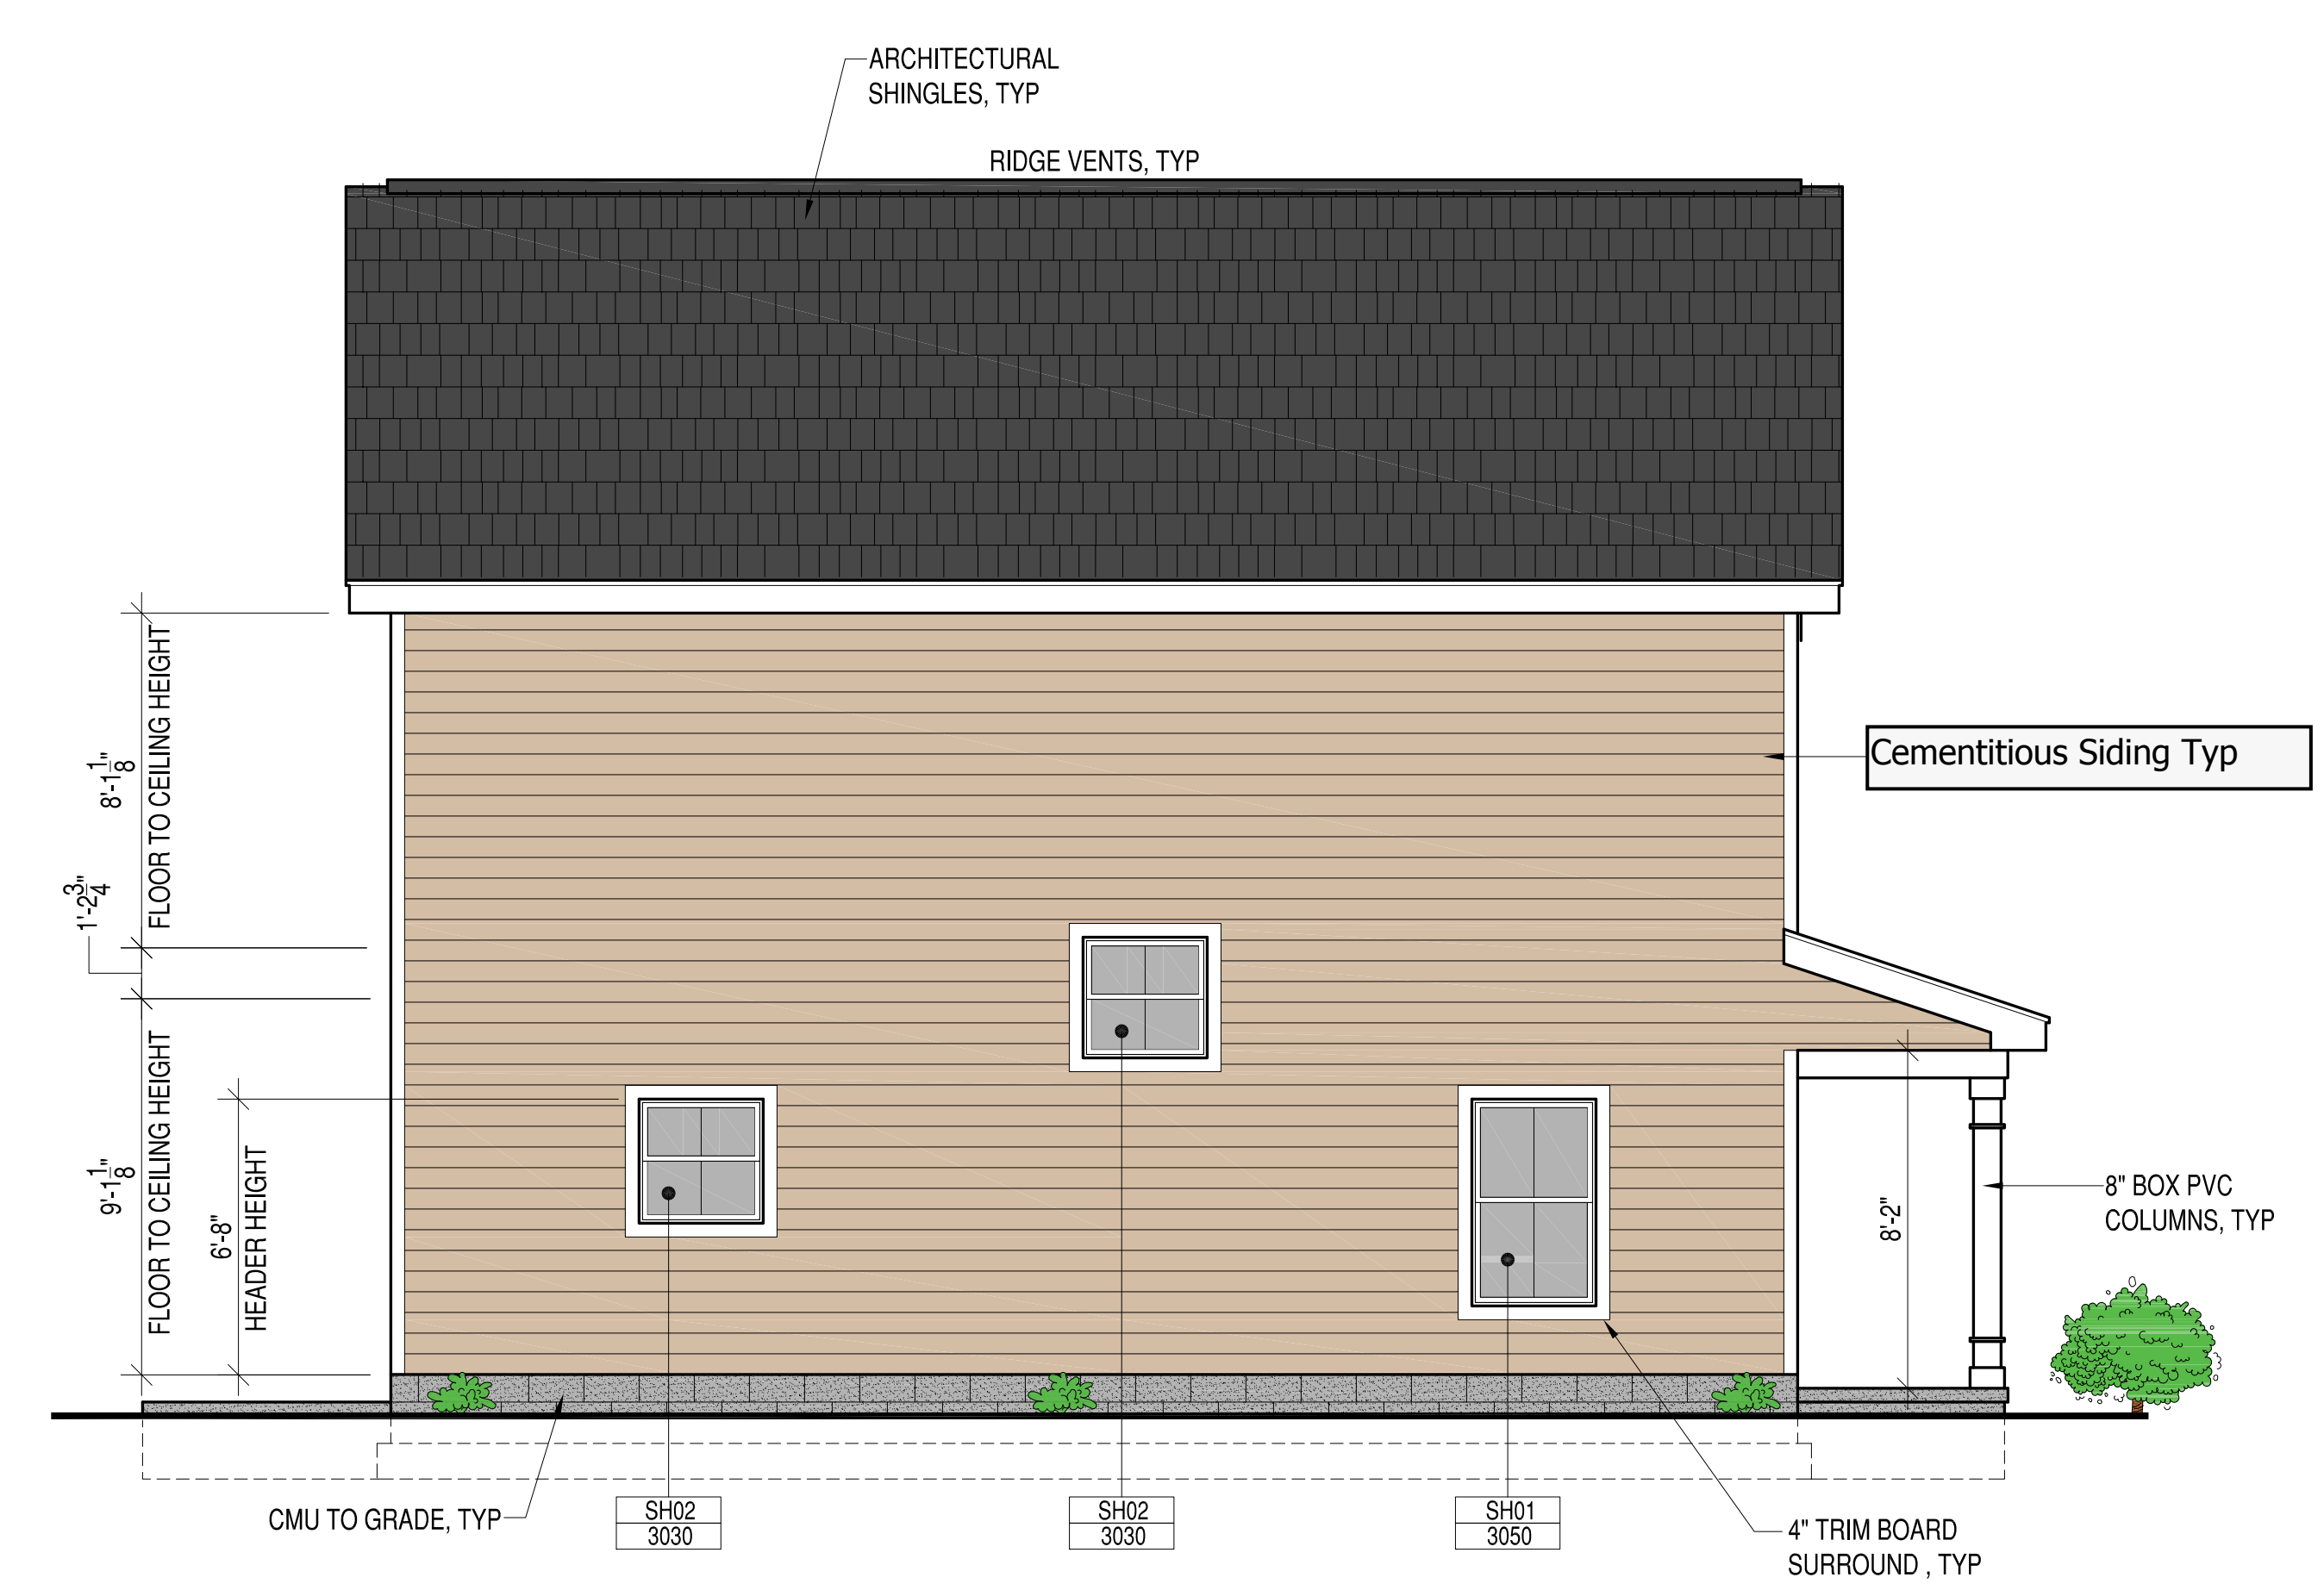 ARCHITECTURAL
SHINGLES, TYP
RIDGE VENTS, TYP
8'-1 1/8"
FLOOR TO CEILING HEIGHT
Cementitious Siding Typ
1'-2 3/4"
9'-1 1/8"
FLOOR TO CEILING HEIGHT
6'-8"
HEADER HEIGHT
8'-2"
8" BOX PVC
COLUMNS, TYP
CMU TO GRADE, TYP
SH02
3030
SH02
3030
SH01
3050
4" TRIM BOARD
SURROUND , TYP